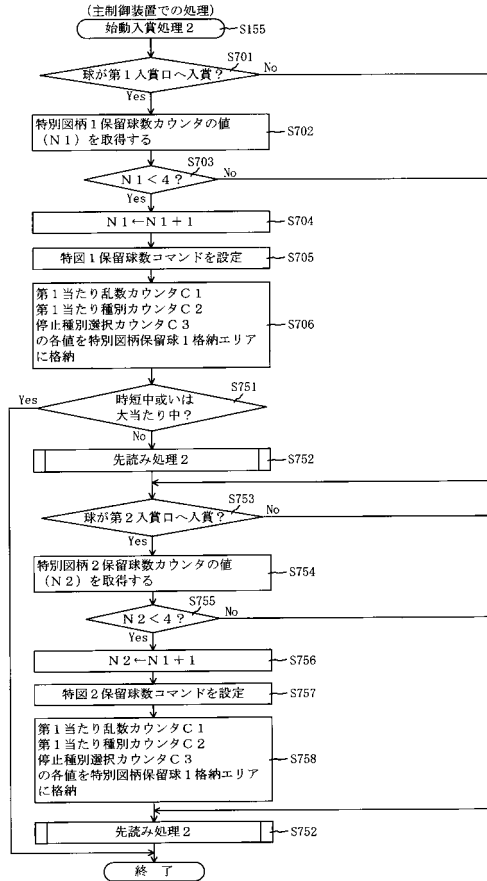 (主制御装置での処理)
始動入賞処理2
S155
球が第1入賞口へ入賞?
S701
No
Yes
特別図柄1保留球数カウンタの値
(N1)を取得する
S702
N1<4?
S703
No
Yes
N1←N1+1
S704
特図1保留球数コマンドを設定
S705
第1当たり乱数カウンタC1
第1当たり種別カウンタC2
停止種別選択カウンタC3
の各値を特別図柄保留球1格納エリア
に格納
S706
時短中或いは
大当たり中?
S751
Yes
No
先読み処理2
S752
球が第2入賞口へ入賞?
S753
No
Yes
特別図柄2保留球数カウンタの値
(N2)を取得する
S754
N2<4?
S755
No
Yes
N2←N1+1
S756
特図2保留球数コマンドを設定
S757
第1当たり乱数カウンタC1
第1当たり種別カウンタC2
停止種別選択カウンタC3
の各値を特別図柄保留球1格納エリア
に格納
S758
先読み処理2
S752
終了